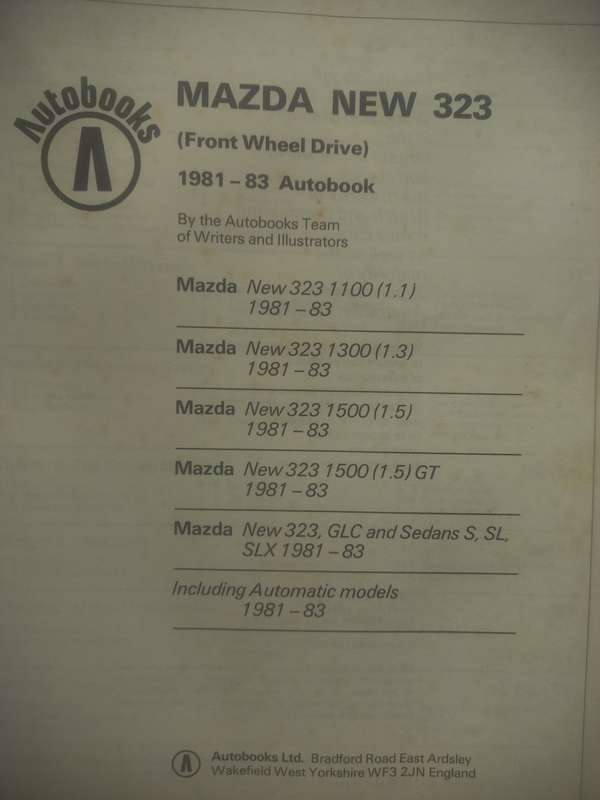 Autobooks
MAZDA NEW 323
(Front Wheel Drive)
1981 – 83 Autobook
By the Autobooks Team
of Writers and Illustrators
Mazda New 323 1100 (1.1)
1981 – 83
Mazda New 323 1300 (1.3)
1981 – 83
Mazda New 323 1500 (1.5)
1981 – 83
Mazda New 323 1500 (1.5) GT
1981 – 83
Mazda New 323, GLC and Sedans S, SL,
SLX 1981 – 83
Including Automatic models
1981 – 83
Autobooks Ltd. Bradford Road East Ardsley
Wakefield West Yorkshire WF3 2JN England